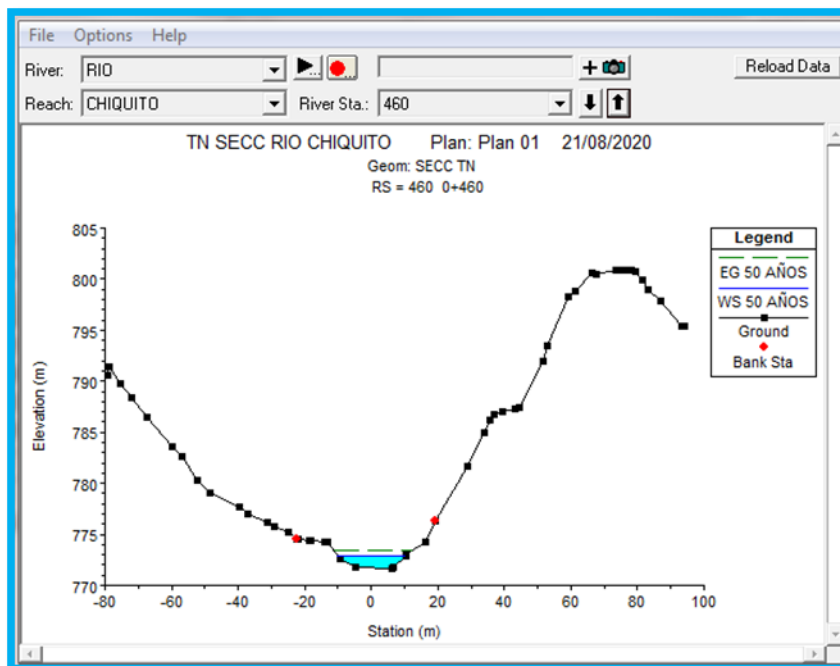 File Options Help
River: RIO Reload Data
Reach: CHIQUITO River Sta.: 460
TN SECC RIO CHIQUITO Plan: Plan 01 21/08/2020
Geom: SECC TN
RS = 460 0+460
Elevation (m)
805
800
795
790
785
780
775
770
-80 -60 -40 -20 0 20 40 60 80 100
Station (m)
Legend
EG 50 AÑOS
WS 50 AÑOS
Ground
Bank Sta